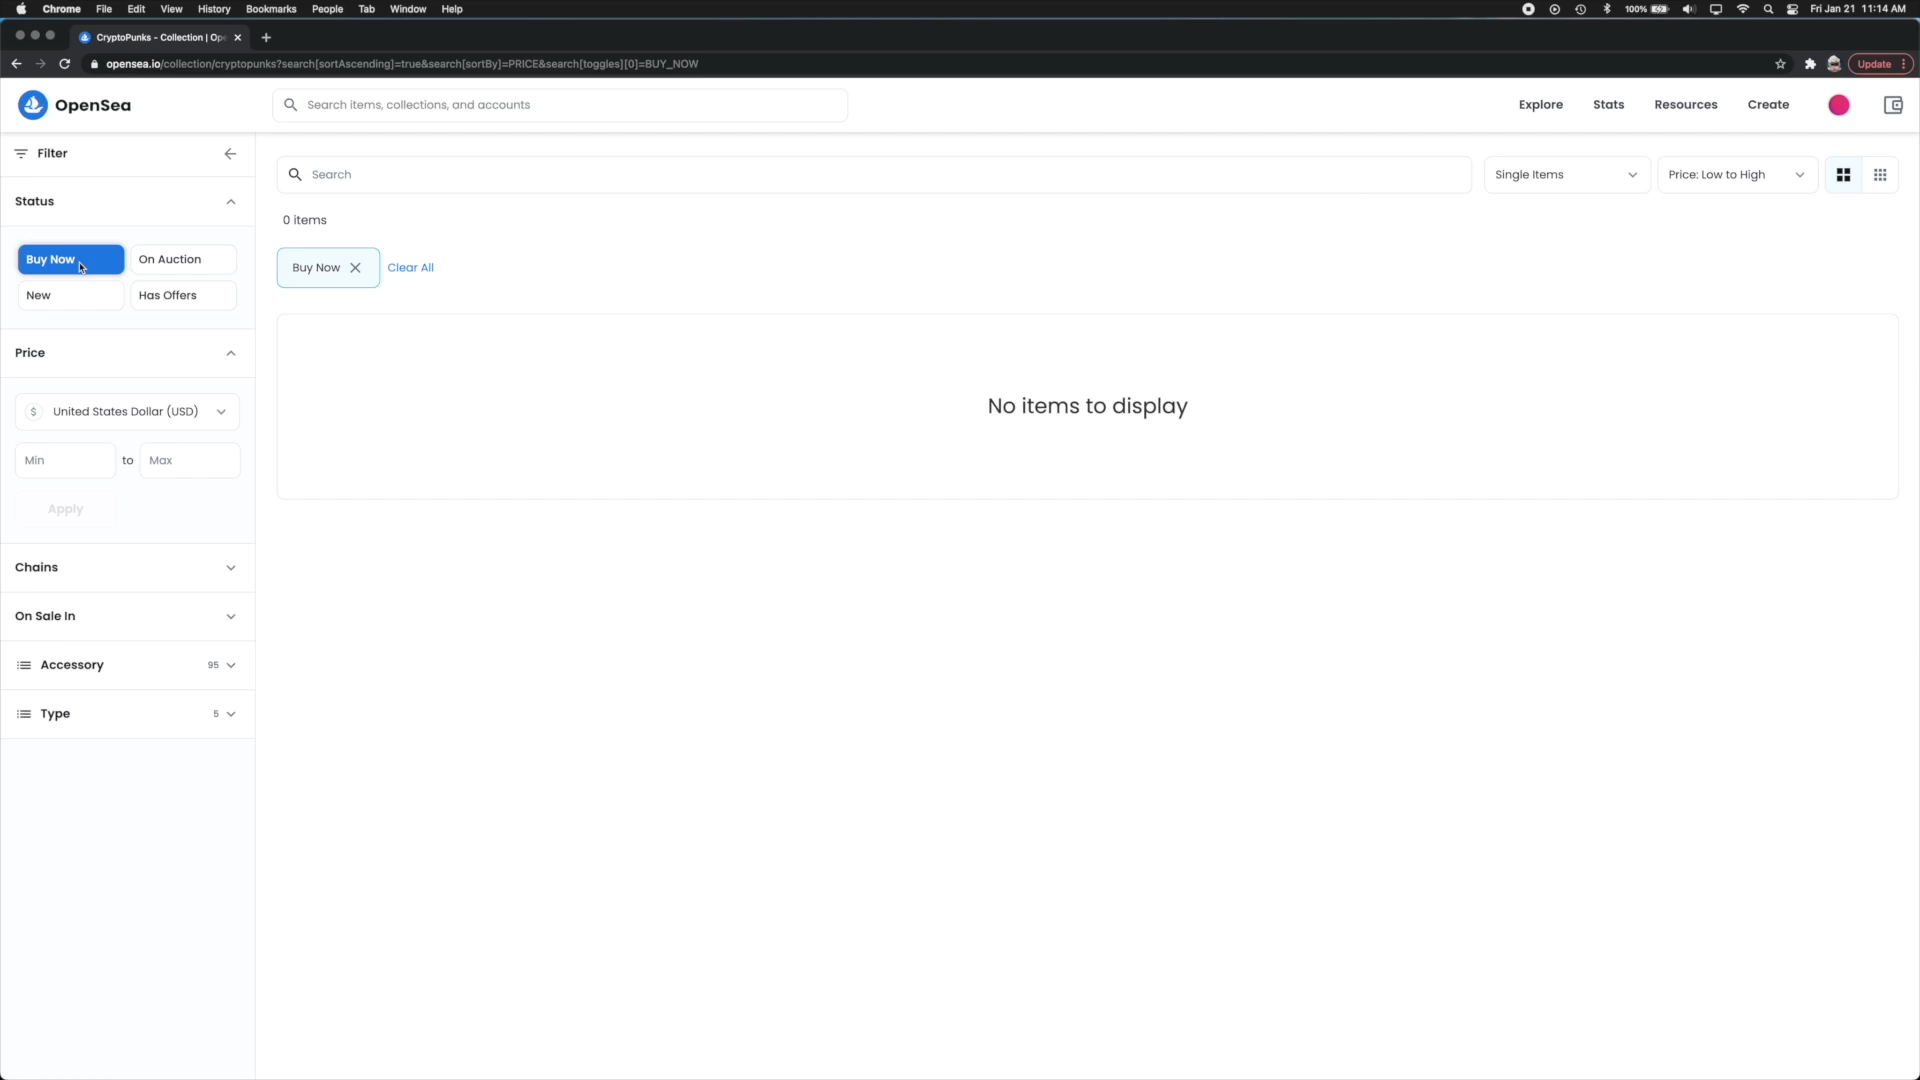 Chrome File Edit View History Bookmarks People Tab Window Help 100% Fri Jan 21 11:14 AM
CryptoPunks - Collection | Op
opensea.io/collection/cryptopunks?search[sortAscending]=true&search[sortBy]=PRICE&search[toggles][0]=BUY_NOW Update
OpenSea Search items, collections, and accounts Explore Stats Resources Create
Filter
Search Single Items Price: Low to High
Status
0 items
Buy Now On Auction
Buy Now Clear All
New Has Offers
Price
No items to display
$ United States Dollar (USD)
Min to Max
Apply
Chains
On Sale In
Accessory 95
Type 5